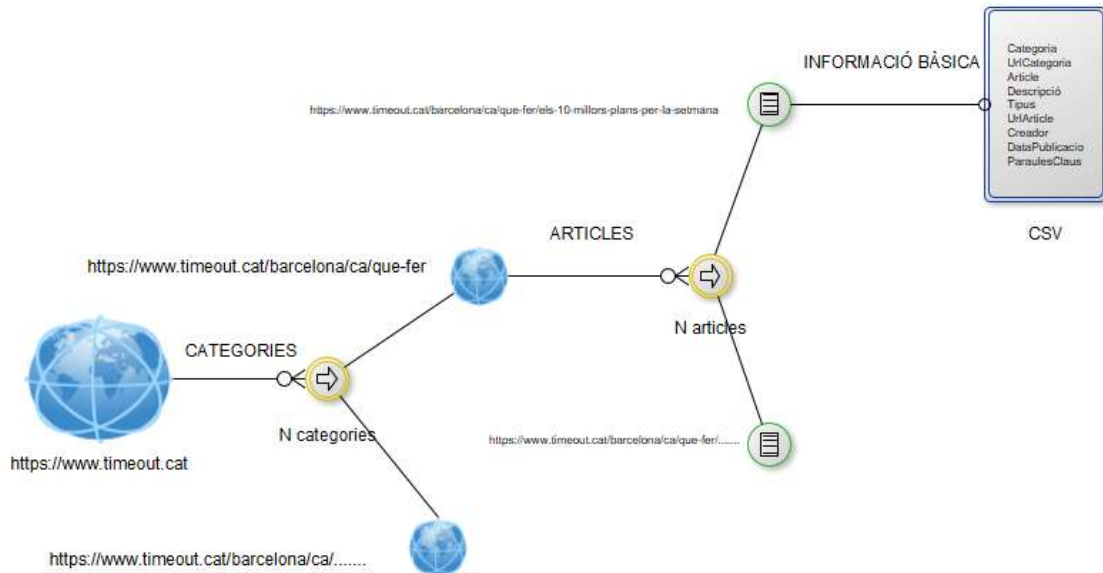 INFORMACIÓ BÀSICA
Categoria
UrlCategoria
Article
Descripció
Tipus
UrlArticle
Creador
DataPublicacio
ParaulesClaus
CSV
https://www.timeout.cat/barcelona/ca/que-fer/els-10-millors-plans-per-la-setmana
ARTICLES
https://www.timeout.cat/barcelona/ca/que-fer
N articles
CATEGORIES
N categories
https://www.timeout.cat/barcelona/ca/que-fer/.......
https://www.timeout.cat
https://www.timeout.cat/barcelona/ca/.......